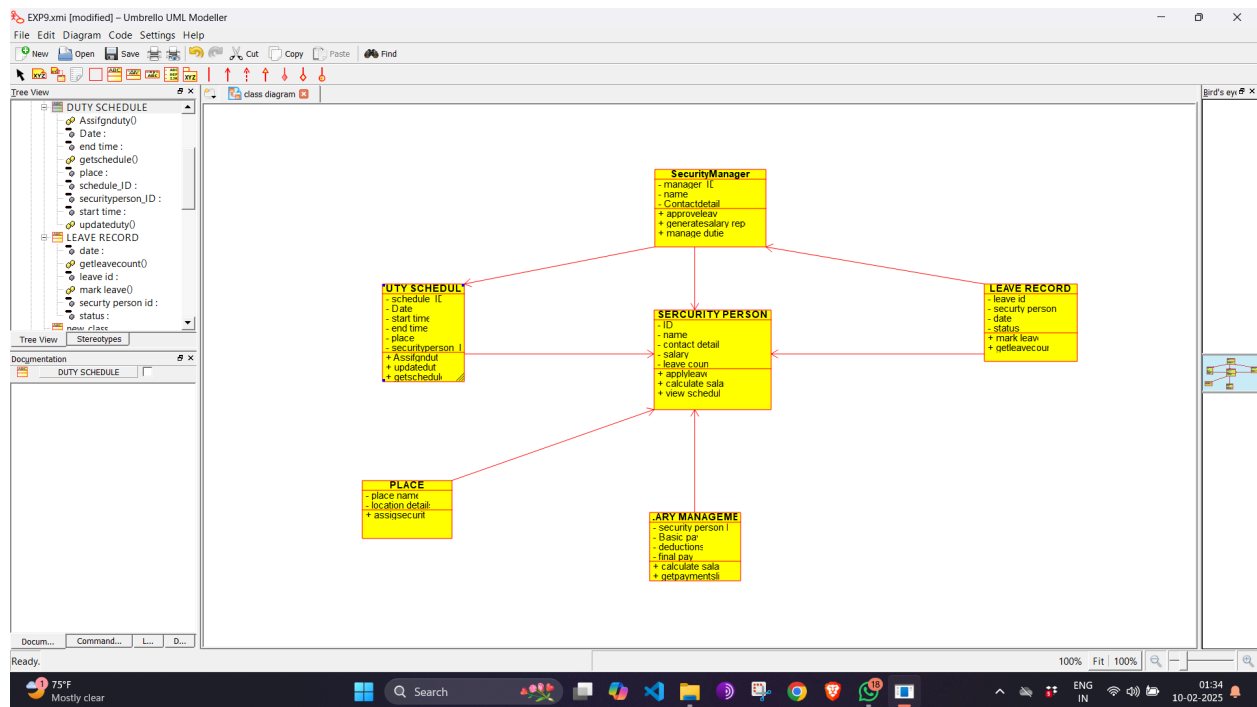 EXP9.xmi [modified] – Umbrello UML Modeller
File Edit Diagram Code Settings Help
New Open Save Cut Copy Paste Find
Tree View
class diagram
Bird's eye
DUTY SCHEDULE
Assifgnduty()
Date :
end time :
getschedule()
place :
schedule_ID :
securityperson_ID :
start time :
updateduty()
LEAVE RECORD
date :
getleavecount()
leave id :
mark leave()
securty person id :
status :
new_class
Tree View Stereotypes
Documentation
DUTY SCHEDULE
Docum... Command... L... D...
SecurityManager
- manager_ID
- name
- Contactdetail
+ approveleav
+ generatesalary rep
+ manage dutie
UTY SCHEDUL
- schedule_ID
- Date
- start time
- end time
- place
- securityperson_I
+ Assifgndut
+ updatedut
+ getschedule
SERCURITY PERSON
- ID
- name
- contact detail
- salary
- leave coun
+ applyleave
+ calculate sala
+ view schedul
LEAVE RECORD
- leave id
- securty person
- date
- status
+ mark leave
+ getleavecour
PLACE
- place name
- location details
+ assigsecurit
.ARY MANAGEME
- security person I
- Basic pay
- deductions
- final pay
+ calculate sala
+ getpaymentsli
Ready.
100% Fit 100%
1
75°F
Mostly clear
Search
18
ENG
IN
01:34
10-02-2025